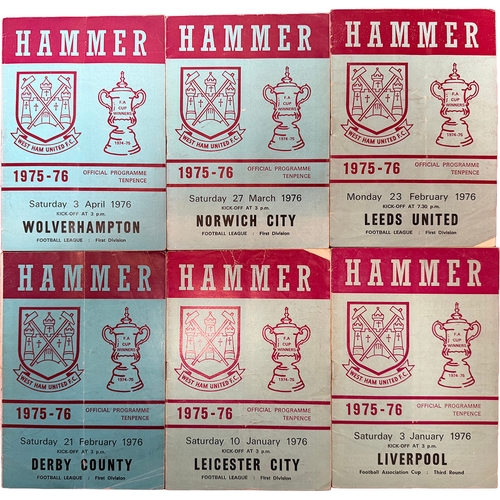 HAMMER
F.A
CUP
WINNERS
1974-75
WEST HAM UNITED F.C.
1975-76
OFFICIAL PROGRAMME
TENPENCE
Saturday 3 April 1976
KICK-OFF AT 3 p.m.
WOLVERHAMPTON
FOOTBALL LEAGUE : First Division
HAMMER
F.A
CUP
WINNERS
1974-75
WEST HAM UNITED F.C.
1975-76
OFFICIAL PROGRAMME
TENPENCE
Saturday 27 March 1976
KICK-OFF AT 3 p.m.
NORWICH CITY
FOOTBALL LEAGUE : First Division
HAMMER
F.A
CUP
WINNERS
1974-75
WEST HAM UNITED F.C.
1975-76
OFFICIAL PROGRAMME
TENPENCE
Monday 23 February 1976
KICK-OFF AT 7.30 p.m.
LEEDS UNITED
FOOTBALL LEAGUE : First Division
HAMMER
F.A
CUP
WINNERS
1974-75
WEST HAM UNITED F.C.
1975-76
OFFICIAL PROGRAMME
TENPENCE
Saturday 21 February 1976
KICK-OFF AT 3 p.m.
DERBY COUNTY
FOOTBALL LEAGUE : First Division
HAMMER
F.A
CUP
WINNERS
1974-75
WEST HAM UNITED F.C.
1975-76
OFFICIAL PROGRAMME
TENPENCE
Saturday 10 January 1976
KICK-OFF AT 3 p.m.
LEICESTER CITY
FOOTBALL LEAGUE : First Division
HAMMER
F.A
CUP
WINNERS
1974-75
WEST HAM UNITED F.C.
1975-76
OFFICIAL PROGRAMME
TENPENCE
Saturday 3 January 1976
KICK-OFF AT 3 p.m.
LIVERPOOL
Football Association Cup : Third Round